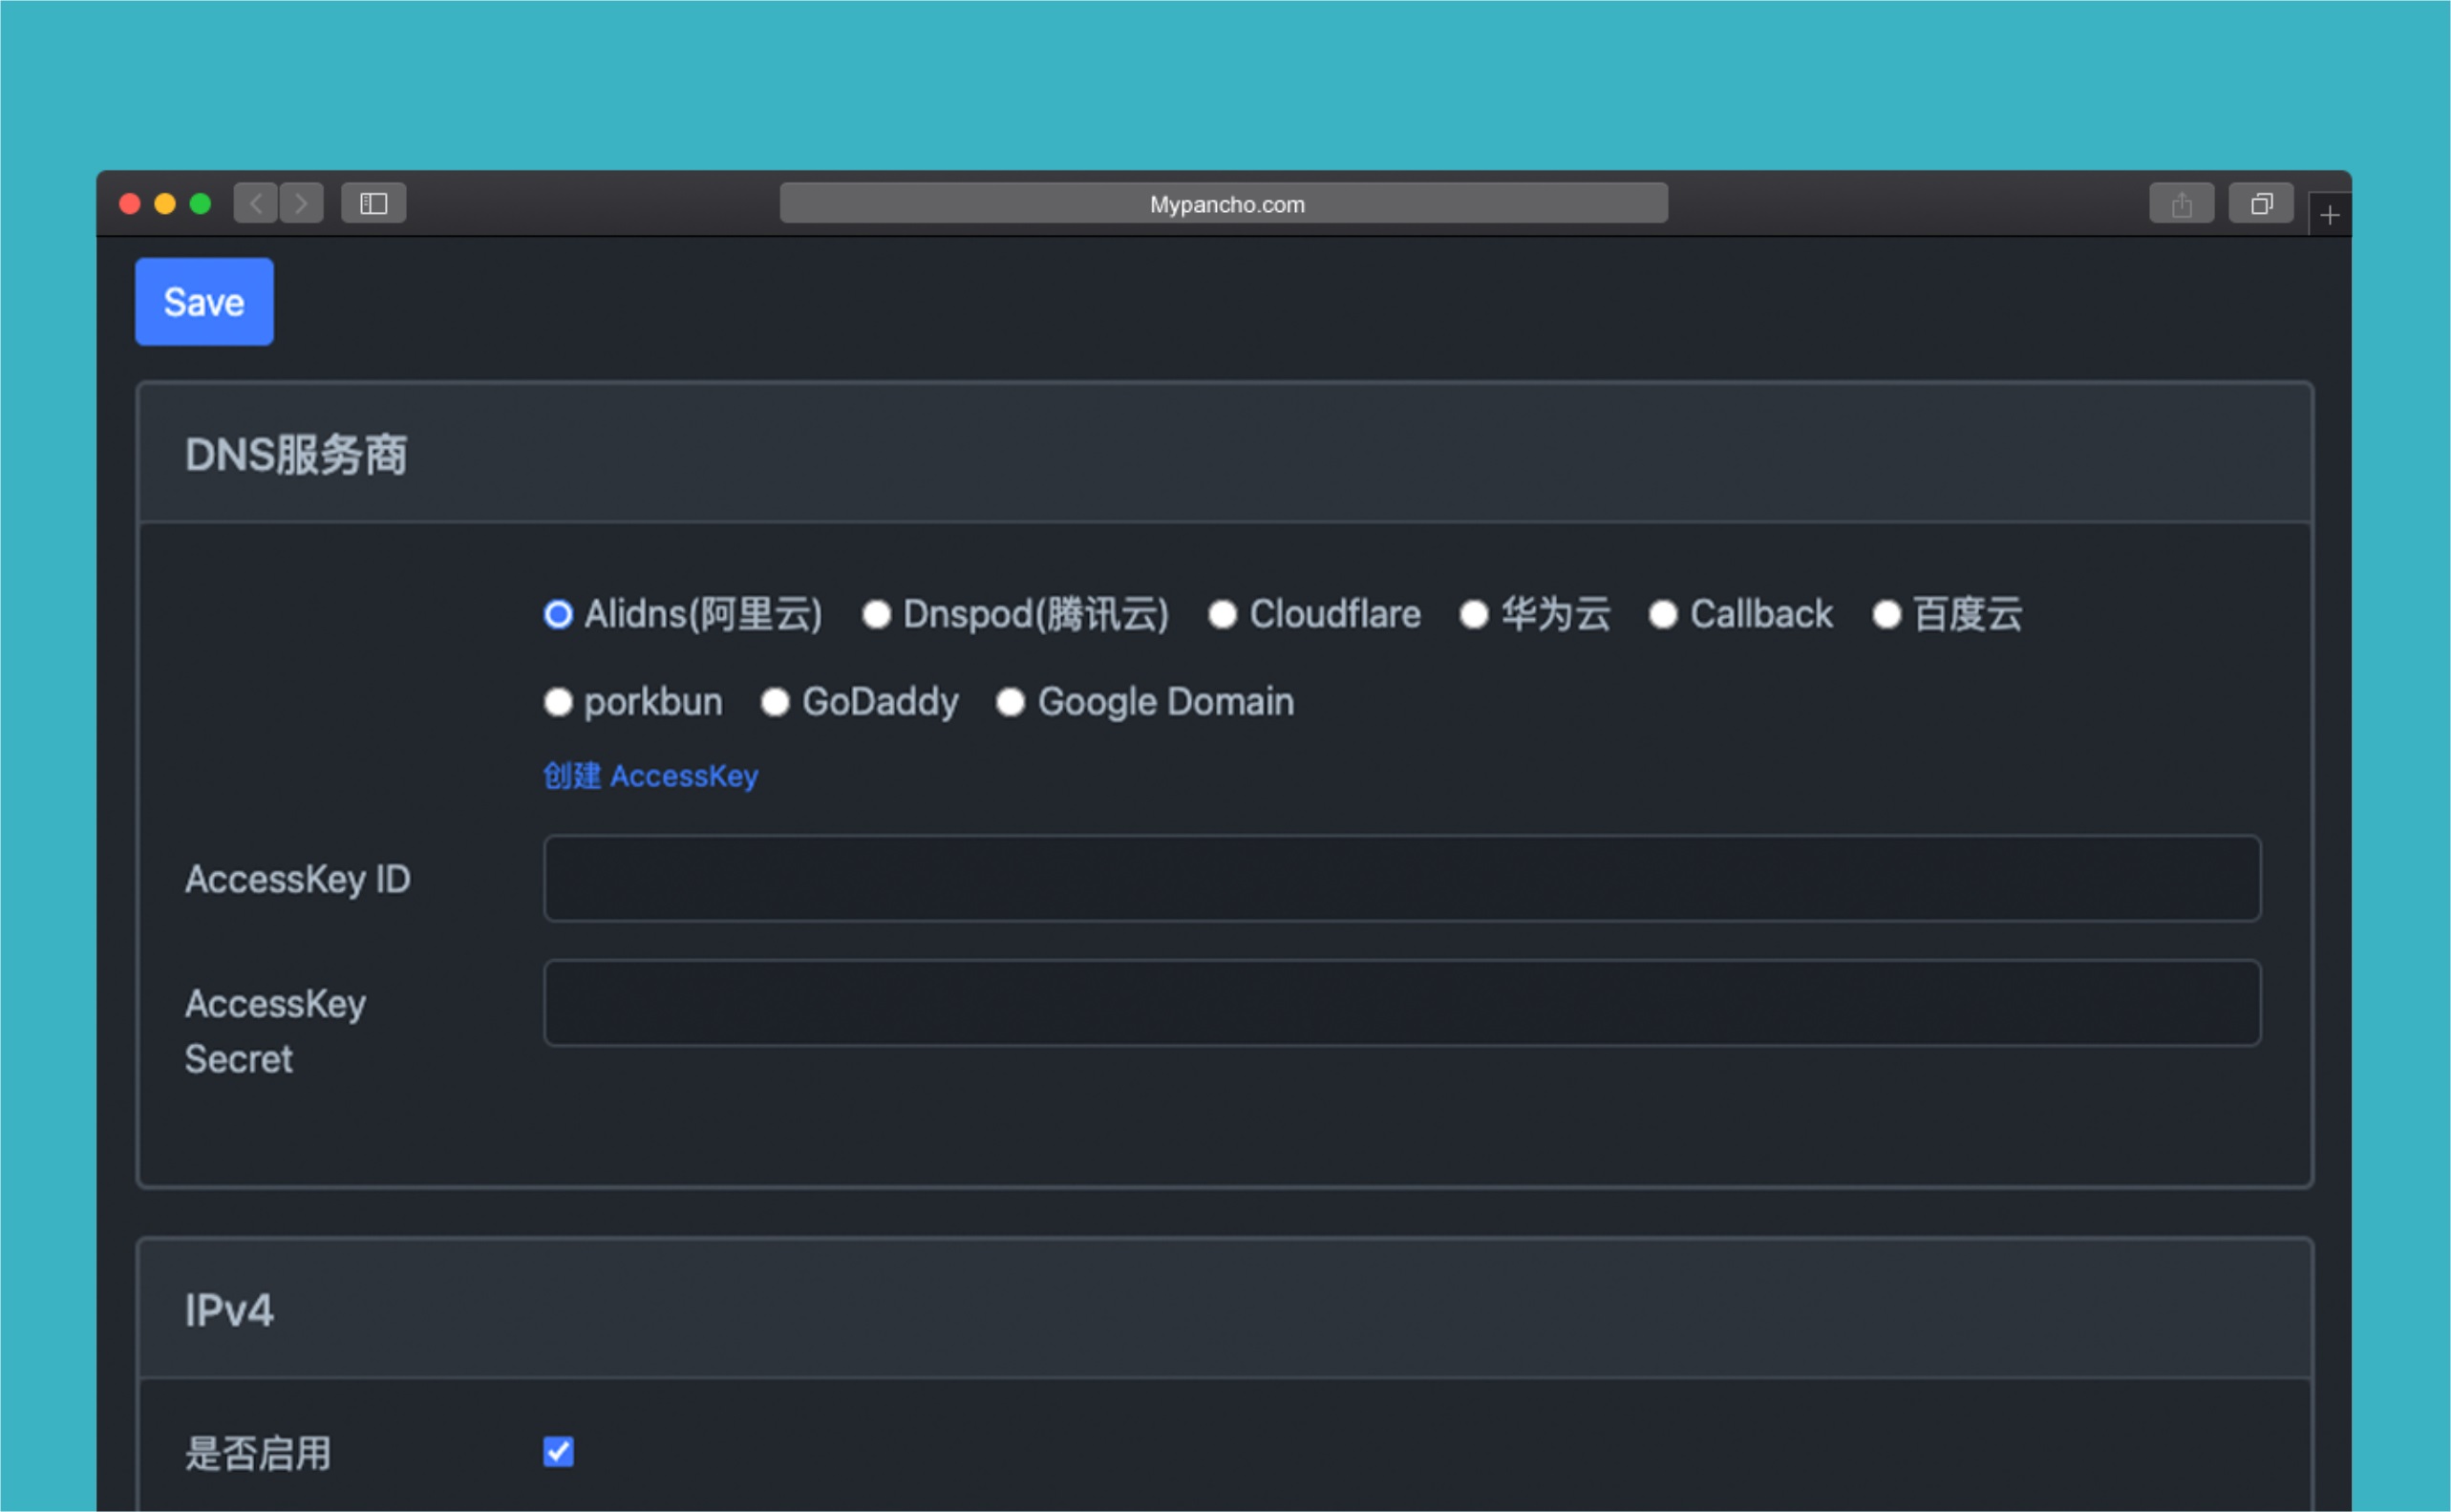 Mypancho.com
Save
DNS服务商
Alidns(阿里云) Dnspod(腾讯云) Cloudflare 华为云 Callback 百度云
porkbun GoDaddy Google Domain
创建 AccessKey
AccessKey ID
AccessKey
Secret
IPv4
是否启用